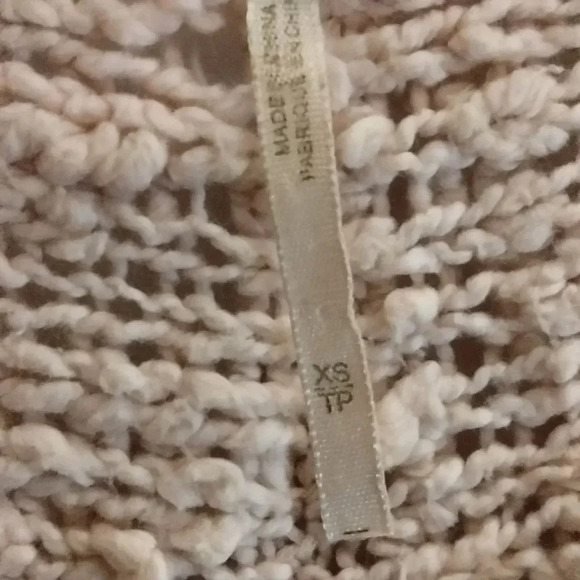 MADE IN CHINA
FABRIQUÉ EN CHINE
XS
TP